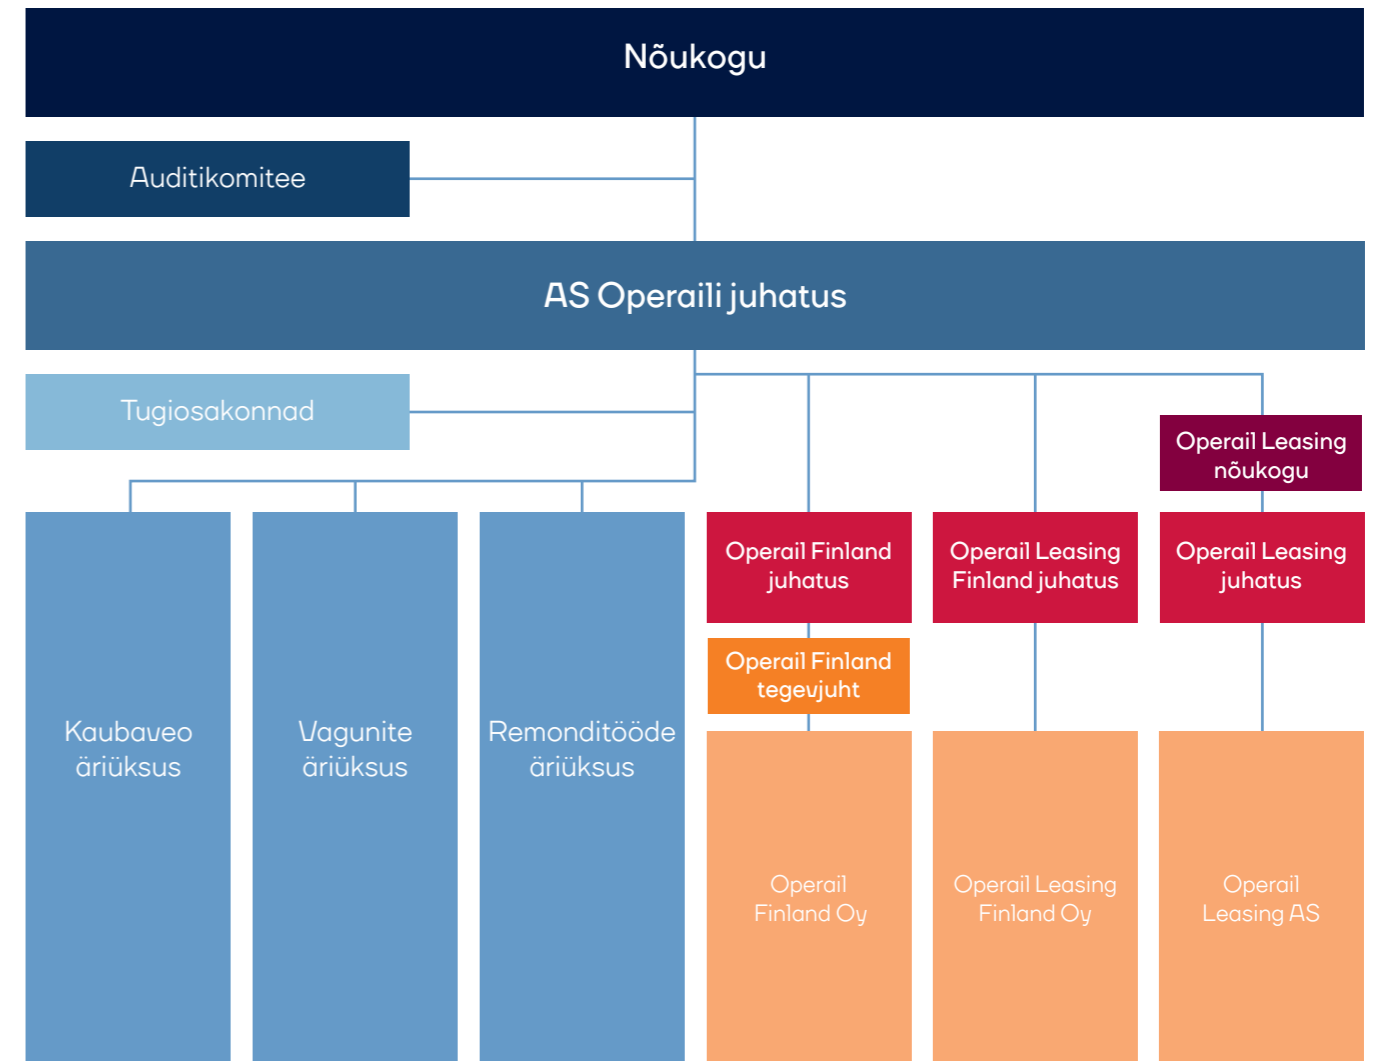 Nõukogu
Auditikomitee
AS Operaili juhatus
Tugiosakonnad
Operail Leasing
nõukogu
Operail Finland
juhatus
Operail Leasing
Finland juhatus
Operail Leasing
juhatus
Operail Finland
tegevjuht
Kaubaveo
äriüksus
Vagunite
äriüksus
Remonditööde
äriüksus
Operail
Finland Oy
Operail Leasing
Finland Oy
Operail
Leasing AS